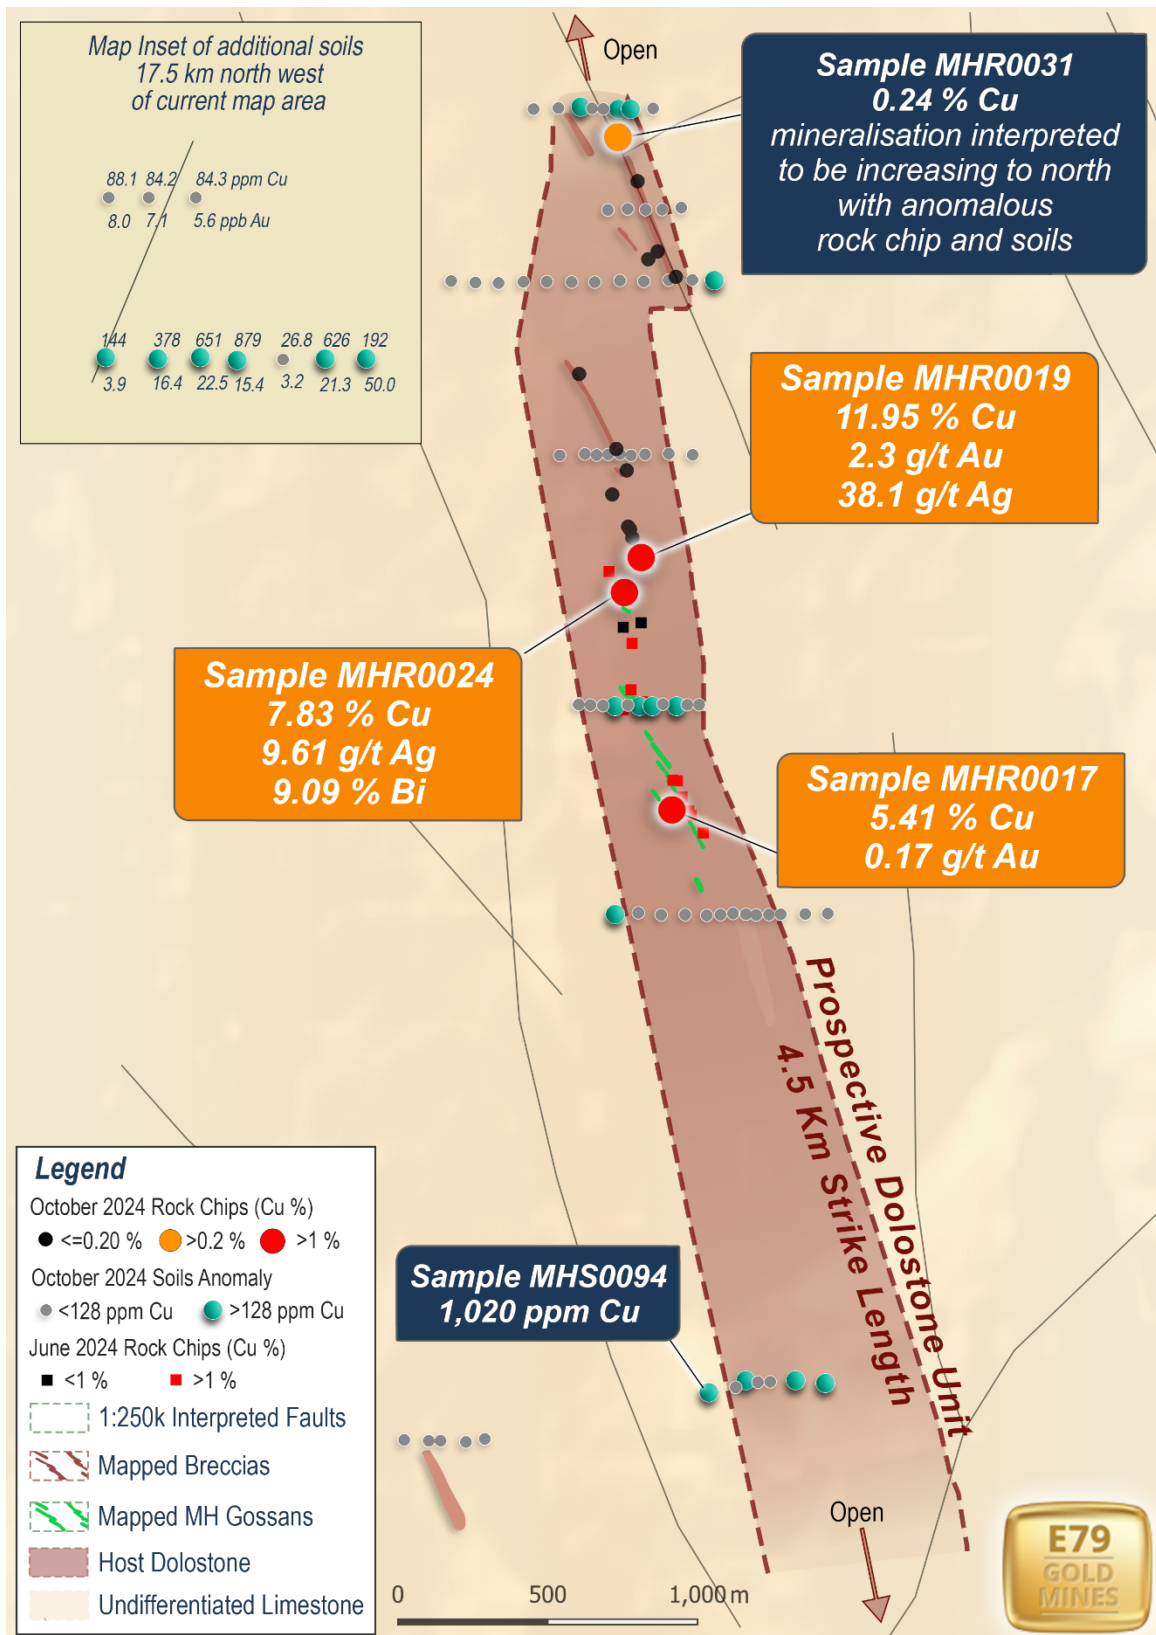 Map Inset of additional soils
17.5 km north west
of current map area
88.1 84.2 84.3 ppm Cu
8.0 7.1 5.6 ppb Au
144 378 651 879 26.8 626 192
3.9 16.4 22.5 15.4 3.2 21.3 50.0
Open
Sample MHR0031
0.24 % Cu
mineralisation interpreted
to be increasing to north
with anomalous
rock chip and soils
Sample MHR0019
11.95 % Cu
2.3 g/t Au
38.1 g/t Ag
Sample MHR0024
7.83 % Cu
9.61 g/t Ag
9.09 % Bi
Sample MHR0017
5.41 % Cu
0.17 g/t Au
Prospective Dolostone Unit
4.5 Km Strike Length
Sample MHS0094
1,020 ppm Cu
Legend
October 2024 Rock Chips (Cu %)
<=0.20 % >0.2 % >1 %
October 2024 Soils Anomaly
<128 ppm Cu >128 ppm Cu
June 2024 Rock Chips (Cu %)
<1 % >1 %
1:250k Interpreted Faults
Mapped Breccias
Mapped MH Gossans
Host Dolostone
Undifferentiated Limestone
Open
0 500 1,000 m
E79
GOLD
MINES